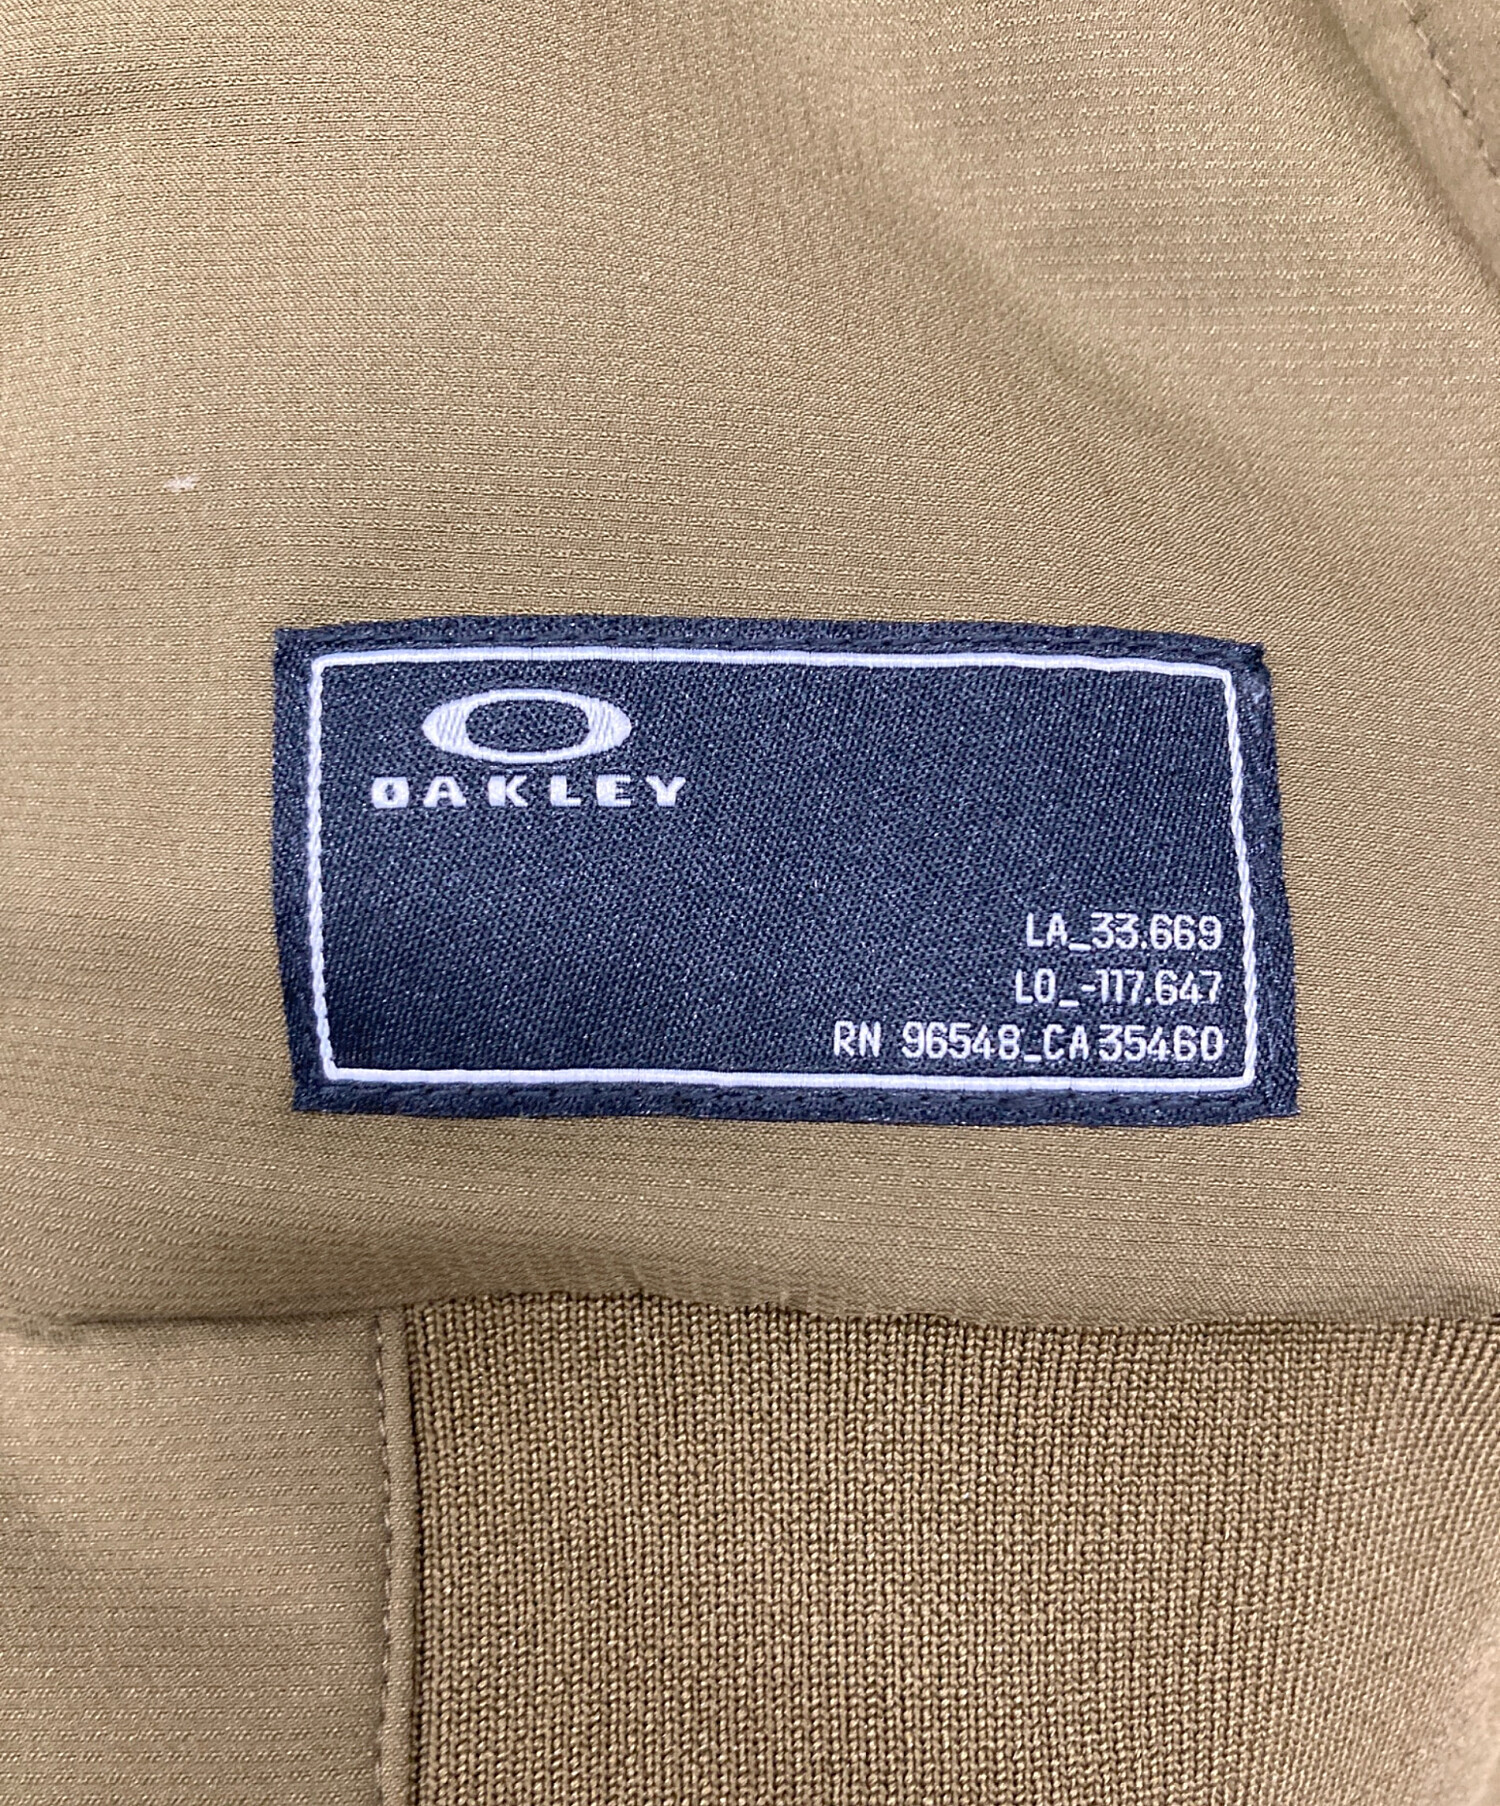 OAKLEY
LA_33.669
LO_-117.647
RN 96548_CA 35460